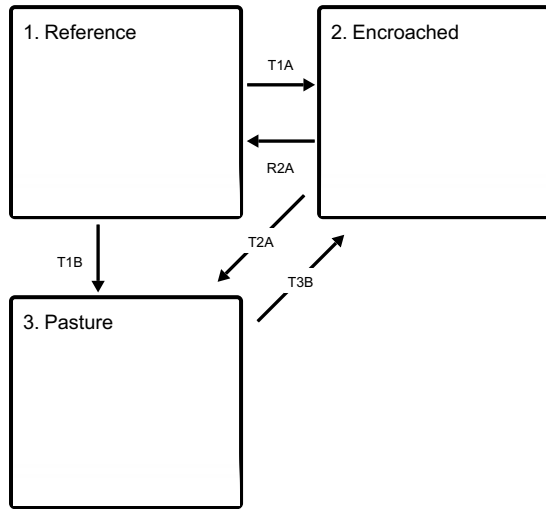 1. Reference
2. Encroached
T1A
R2A
T1B
T2A
T3B
3. Pasture